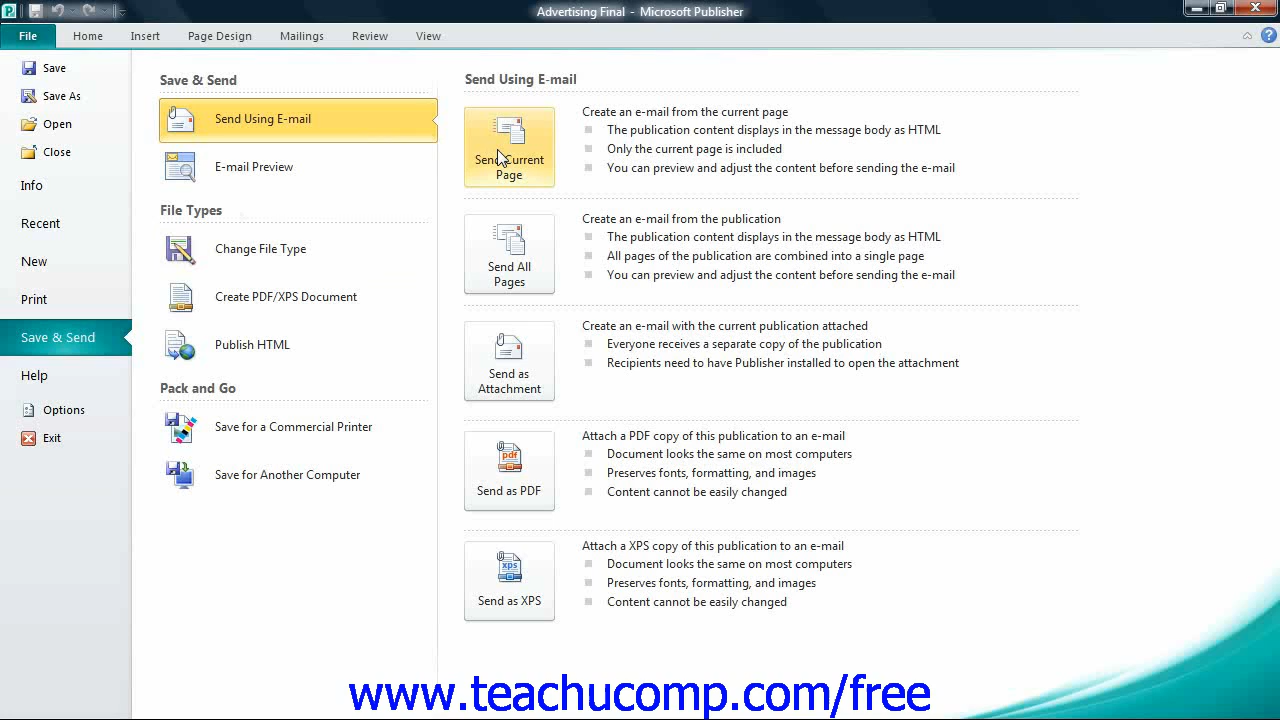 Advertising Final - Microsoft Publisher
File Home Insert Page Design Mailings Review View
Save
Save As
Open
Close
Info
Recent
New
Print
Save & Send
Help
Options
Exit
Save & Send
Send Using E-mail
E-mail Preview
File Types
Change File Type
Create PDF/XPS Document
Publish HTML
Pack and Go
Save for a Commercial Printer
Save for Another Computer
Send Using E-mail
Send Current
Page
Create an e-mail from the current page
The publication content displays in the message body as HTML
Only the current page is included
You can preview and adjust the content before sending the e-mail
Send All
Pages
Create an e-mail from the publication
The publication content displays in the message body as HTML
All pages of the publication are combined into a single page
You can preview and adjust the content before sending the e-mail
Send as
Attachment
Create an e-mail with the current publication attached
Everyone receives a separate copy of the publication
Recipients need to have Publisher installed to open the attachment
pdf
Send as PDF
Attach a PDF copy of this publication to an e-mail
Document looks the same on most computers
Preserves fonts, formatting, and images
Content cannot be easily changed
xps
Send as XPS
Attach a XPS copy of this publication to an e-mail
Document looks the same on most computers
Preserves fonts, formatting, and images
Content cannot be easily changed
www.teachucomp.com/free